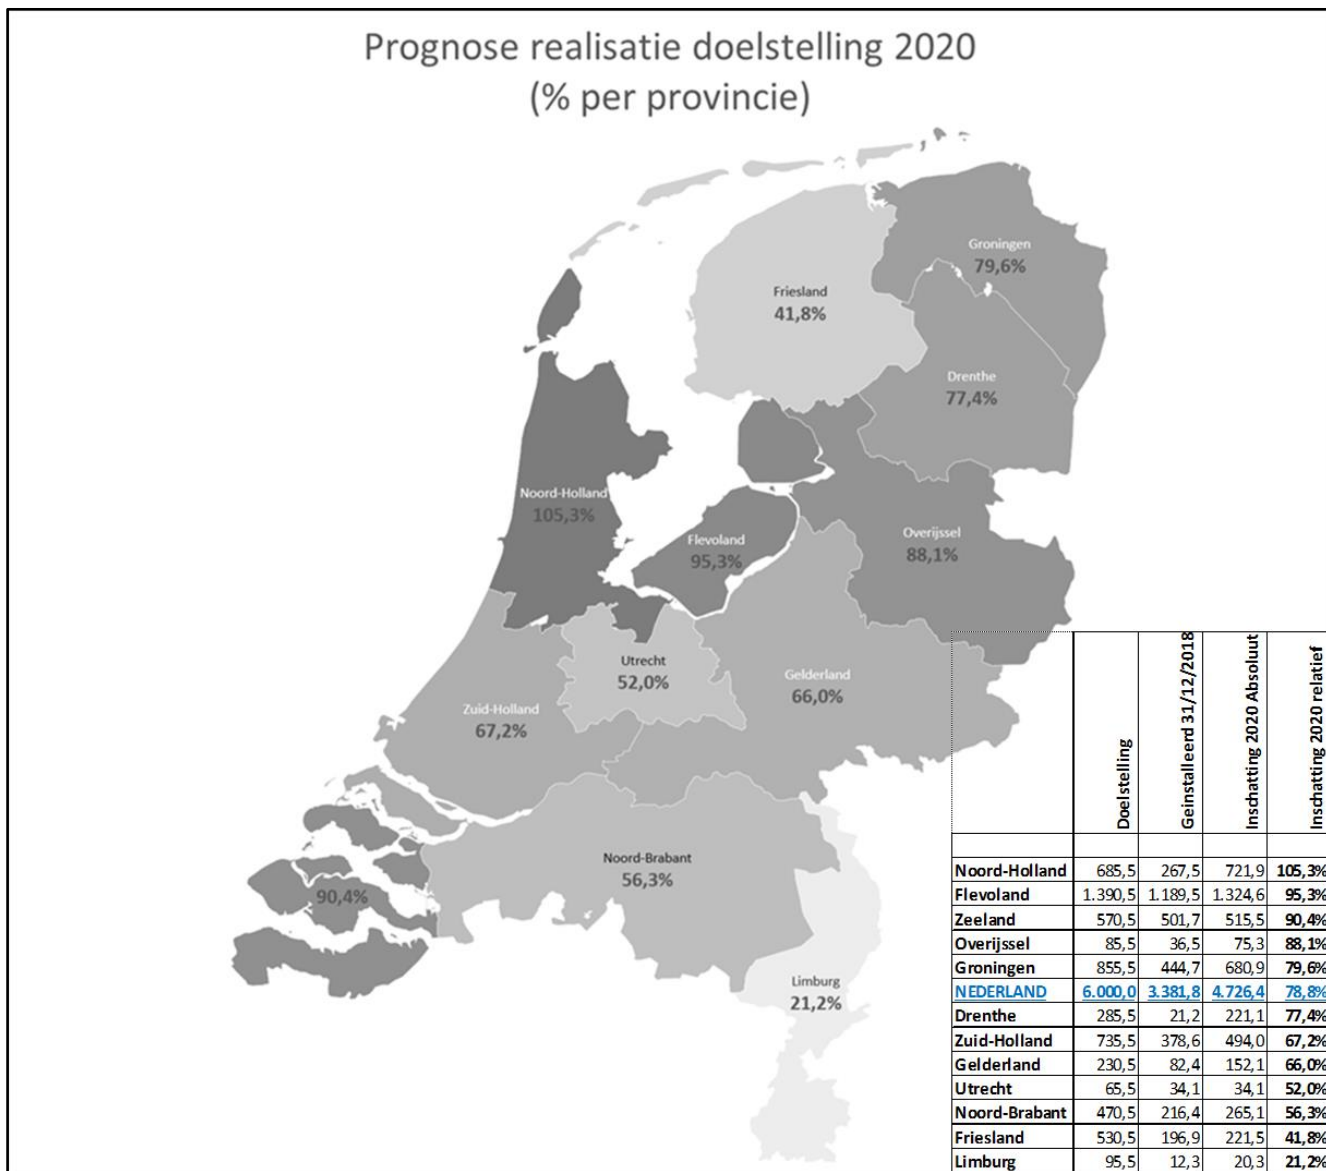 Prognose realisatie doelstelling 2020
(% per provincie)
Groningen
79,6%
Friesland
41,8%
Drenthe
77,4%
Noord-Holland
105,3%
Flevoland
95,3%
Overijssel
88,1%
Utrecht
52,0%
Gelderland
66,0%
Zuid-Holland
67,2%
Noord-Brabant
56,3%
90,4%
Limburg
21,2%
Doelstelling Geinstalleerd 31/12/2018 Inschatting 2020 Absoluut Inschatting 2020 relatief
Noord-Holland 685,5 267,5 721,9 105,3%
Flevoland 1.390,5 1.189,5 1.324,6 95,3%
Zeeland 570,5 501,7 515,5 90,4%
Overijssel 85,5 36,5 75,3 88,1%
Groningen 855,5 444,7 680,9 79,6%
NEDERLAND 6.000,0 3.381,8 4.726,4 78,8%
Drenthe 285,5 21,2 221,1 77,4%
Zuid-Holland 735,5 378,6 494,0 67,2%
Gelderland 230,5 82,4 152,1 66,0%
Utrecht 65,5 34,1 34,1 52,0%
Noord-Brabant 470,5 216,4 265,1 56,3%
Friesland 530,5 196,9 221,5 41,8%
Limburg 95,5 12,3 20,3 21,2%